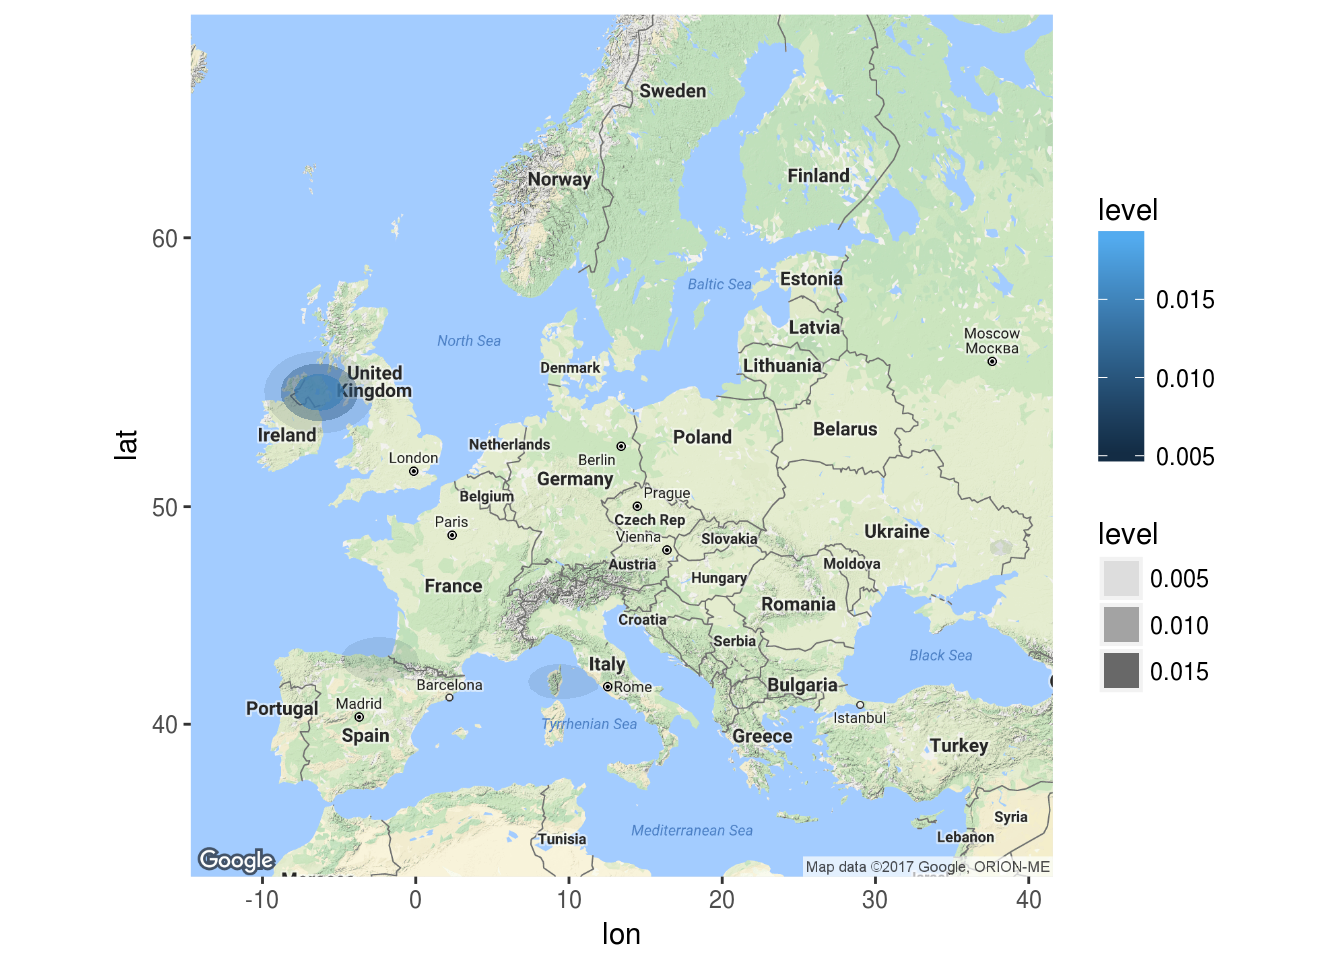 Sweden
Norway
Finland
60
Estonia
Baltic Sea
Latvia
North Sea
Moscow
Москва
Denmark
Lithuania
United
Kingdom
Ireland
Netherlands
Poland
Belarus
London
Berlin
Germany
Belgium
Prague
50
Paris
Czech Rep
Vienna
Slovakia
Ukraine
Austria
Moldova
France
Hungary
Romania
Croatia
Serbia
Black Sea
Italy
Barcelona
Rome
Bulgaria
Portugal
Madrid
Istanbul
40
Tyrrhenian Sea
Spain
Greece
Turkey
Mediterranean Sea
Syria
Tunisia
Lebanon
Google
Map data ©2017 Google, ORION-ME
-10
0
10
20
30
40
lon
lat
level
0.015
0.010
0.005
level
0.005
0.010
0.015